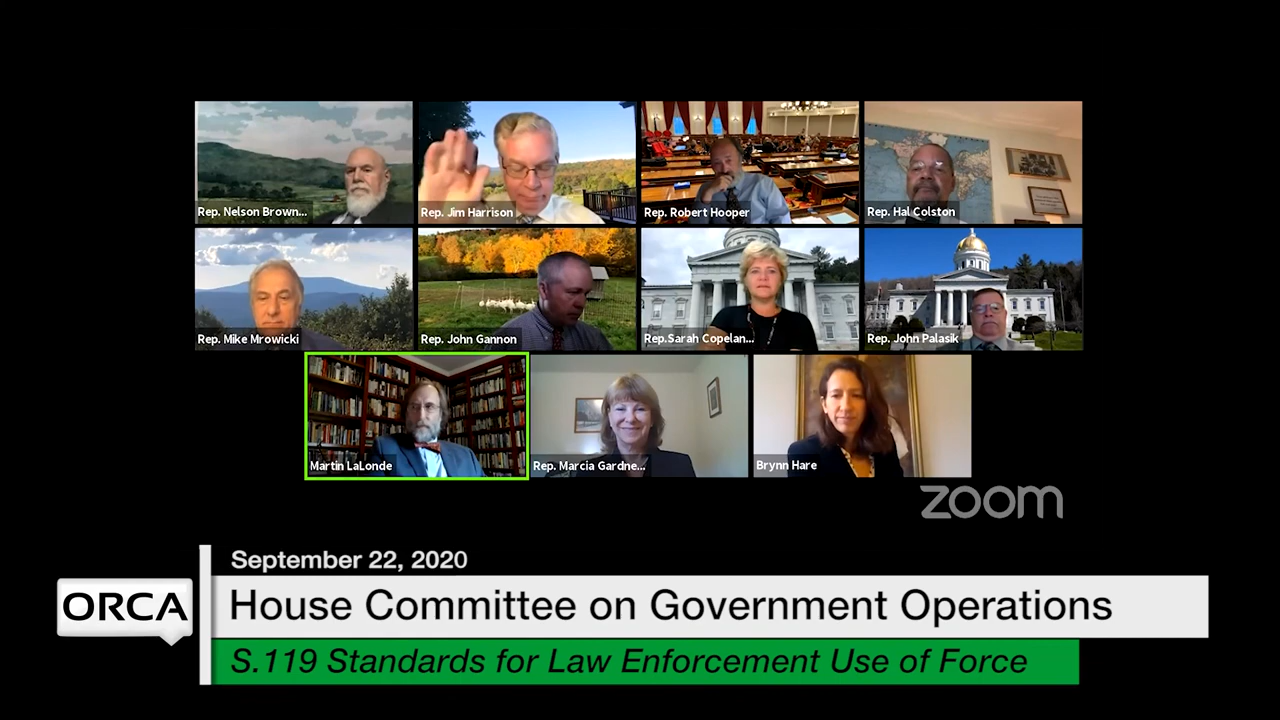 Rep. Nelson Brown...
Rep. Jim Harrison
Rep. Robert Hooper
Rep. Hal Colston
Rep. Mike Mrowicki
Rep. John Gannon
Rep.Sarah Copelan...
Rep. John Palasik
Martin LaLonde
Rep. Marcia Gardne...
Brynn Hare
zoom
September 22, 2020
ORCA
House Committee on Government Operations
S.119 Standards for Law Enforcement Use of Force